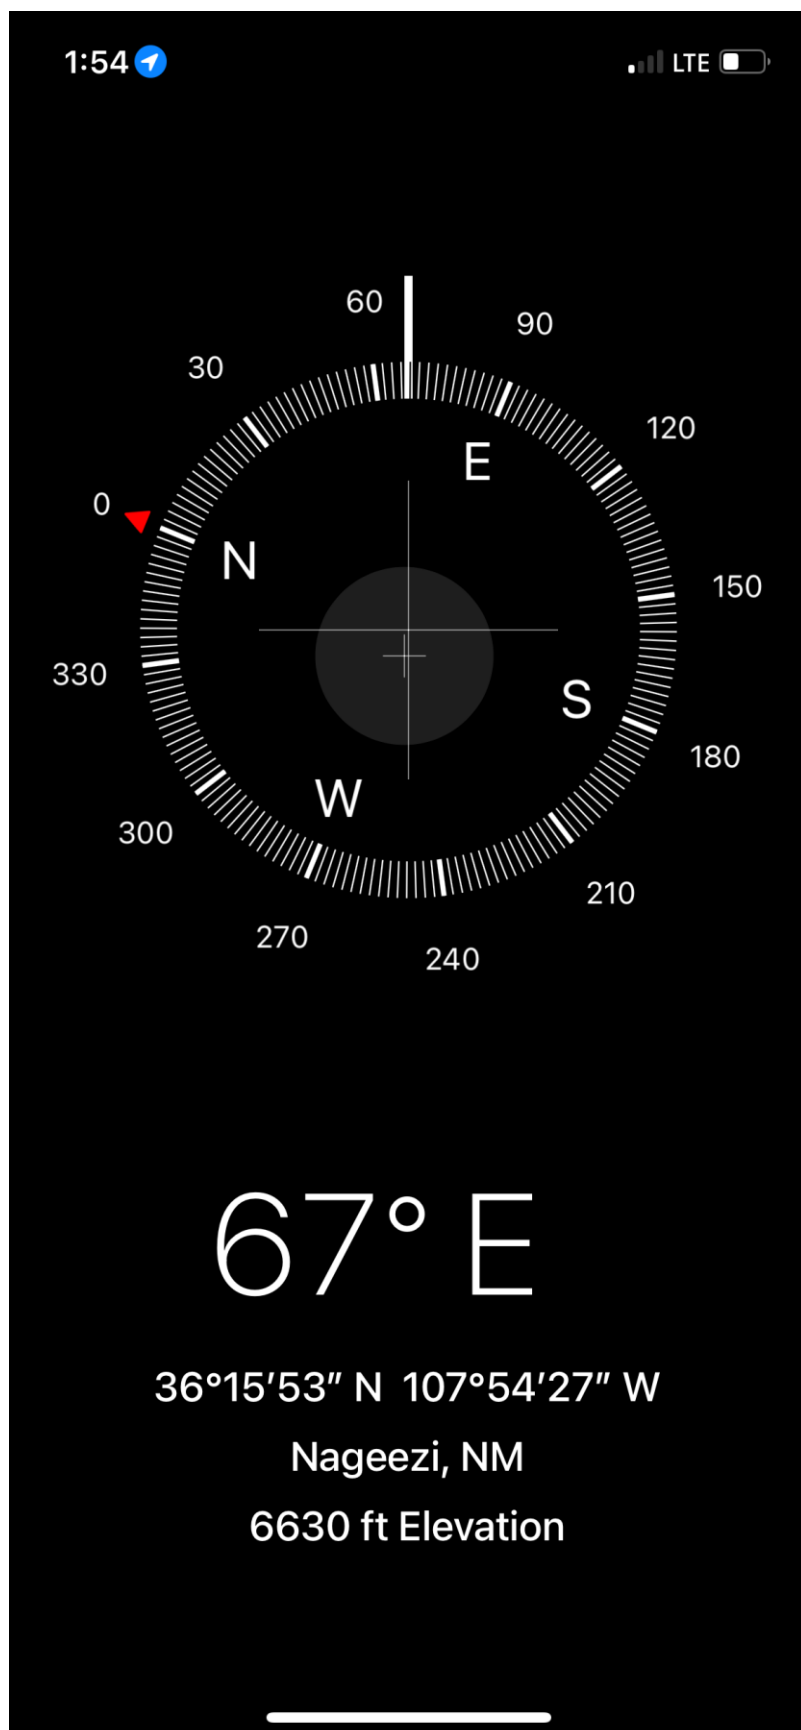 1:54 LTE
60
90
30
120
0
E
N
150
330
S
180
W
300
210
270
240
67° E
36°15′53″ N 107°54′27″ W
Nageezi, NM
6630 ft Elevation